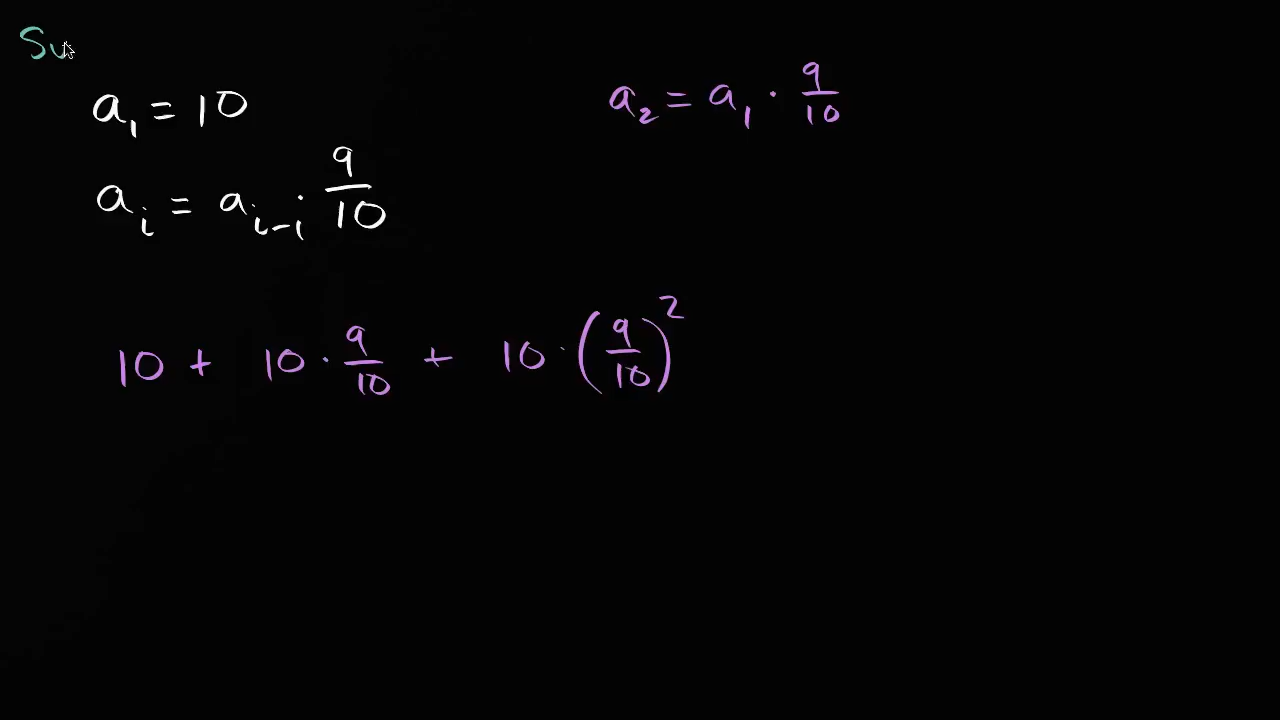 Su
a₁ = 10
a₂ = a₁ · 9/10
aᵢ = aᵢ₋₁ · 9/10
10 + 10 · 9/10 + 10 · (9/10)²